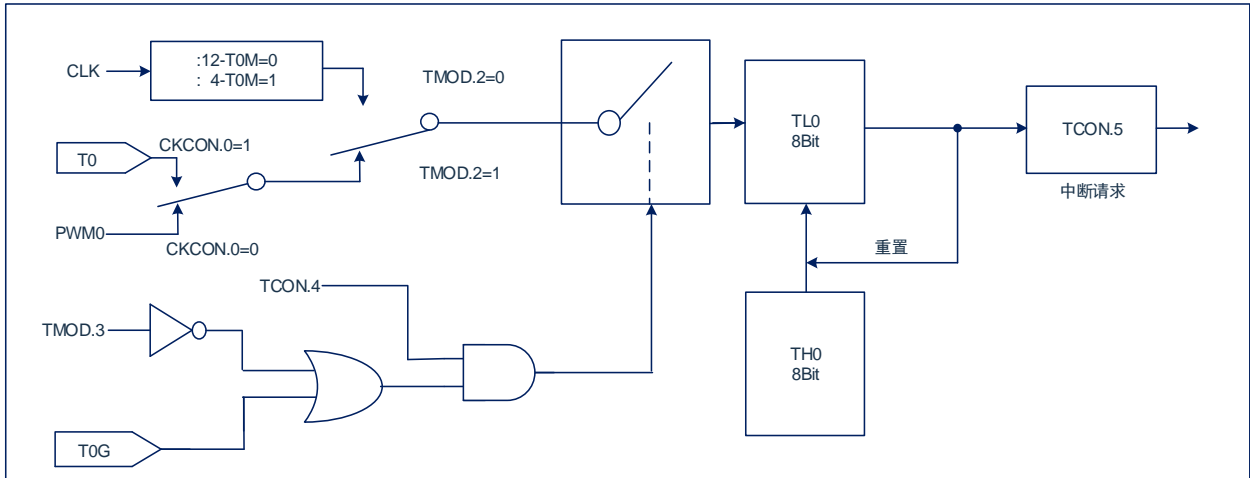 CLK
:12-T0M=0
: 4-T0M=1
TMOD.2=0
T0
CKCON.0=1
TMOD.2=1
PWM0
CKCON.0=0
TL0
8Bit
TCON.5
中断请求
重置
TCON.4
TMOD.3
TH0
8Bit
T0G